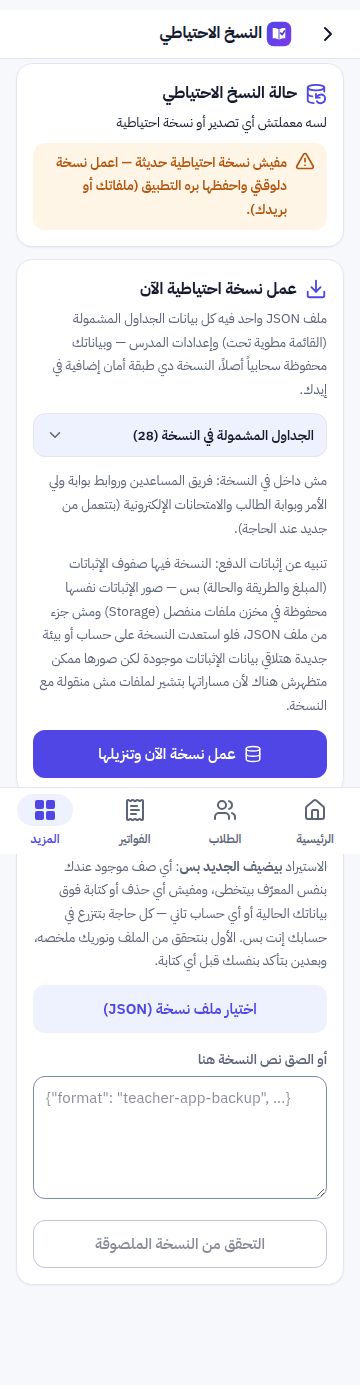 النسخ الاحتياطي
حالة النسخ الاحتياطي
لسه معملتش أي تصدير أو نسخة احتياطية
مفيش نسخة احتياطية حديثة — اعمل نسخة
دلوقتي واحفظها بره التطبيق (ملفاتك أو
بريدك).
عمل نسخة احتياطية الآن
ملف JSON واحد فيه كل بيانات الجداول المشمولة
(القائمة مطوية تحت) وإعدادات المدرس — وبياناتك
محفوظة سحابياً أصلاً، النسخة دي طبقة أمان إضافية في
إيدك.
الجداول المشمولة في النسخة (28)
مش داخل في النسخة: فريق المساعدين وروابط بوابة ولي
الأمر وبوابة الطالب والامتحانات الإلكترونية (بتتعمل من
جديد عند الحاجة).
تنبيه عن إثباتات الدفع: النسخة فيها صفوف الإثباتات
(المبلغ والطريقة والحالة) بس — صور الإثباتات نفسها
محفوظة في مخزن ملفات منفصل (Storage) ومش جزء
من ملف JSON، فلو استعدت النسخة على حساب أو بيئة
جديدة هتلاقي بيانات الإثباتات موجودة لكن صورها ممكن
متظهرش هناك لأن مساراتها بتشير لملفات مش منقولة مع
النسخة.
عمل نسخة الآن وتنزيلها
الرئيسية
الطلاب
الفواتير
المزيد
الاستيراد بيضيف الجديد بس: أي صف موجود عندك
بنفس المعرّف بيتخطى، ومفيش أي حذف أو كتابة فوق
بياناتك الحالية أو أي حساب تاني — كل حاجة بتتزرع في
حسابك إنت بس. الأول بنتحقق من الملف ونوريك ملخصه،
وبعدين بتأكد بنفسك قبل أي كتابة.
اختيار ملف نسخة (JSON)
أو الصق نص النسخة هنا
{"format": "teacher-app-backup", ...}
التحقق من النسخة الملصوقة